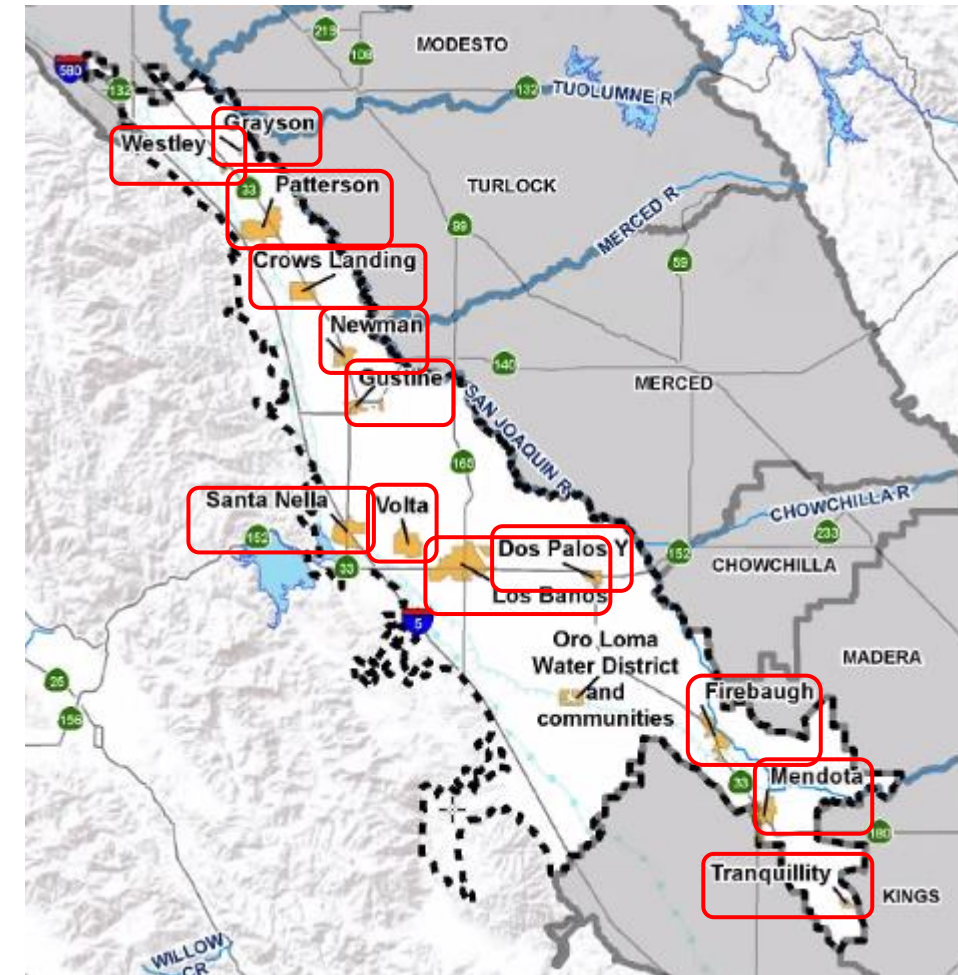 219
MODESTO
108
580
132
132
TUOLUMNE R
Grayson
Westley
33
Patterson
TURLOCK
99
MERCED R
59
Crows Landing
Newman
140
Gustine
MERCED
SAN JOAQUIN R
165
Santa Nella
Volta
CHOWCHILLA R
152
233
Dos Palos Y
152
33
CHOWCHILLA
Los Banos
5
Oro Loma
Water District
and
communities
MADERA
25
Firebaugh
156
33
Mendota
180
Tranquillity
KINGS
WILLOW
CR